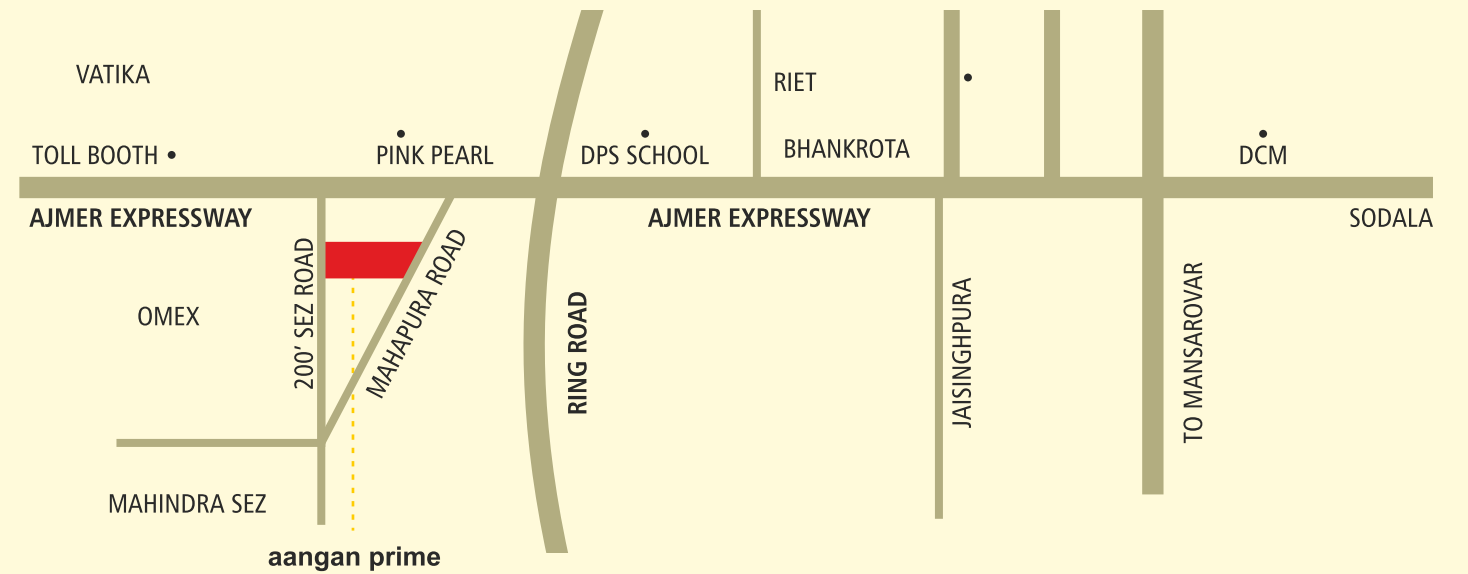 VATIKA
RIET
TOLL BOOTH
PINK PEARL
DPS SCHOOL
BHANKROTA
DCM
AJMER EXPRESSWAY
AJMER EXPRESSWAY
SODALA
200' SEZ ROAD
MAHAPURA ROAD
OMEX
RING ROAD
JAISINGHPURA
TO MANSAROVAR
MAHINDRA SEZ
aangan prime